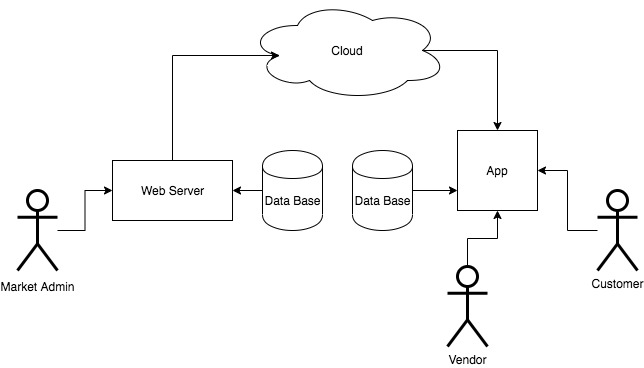 Cloud
Web Server
Data Base
Data Base
App
Market Admin
Customer
Vendor